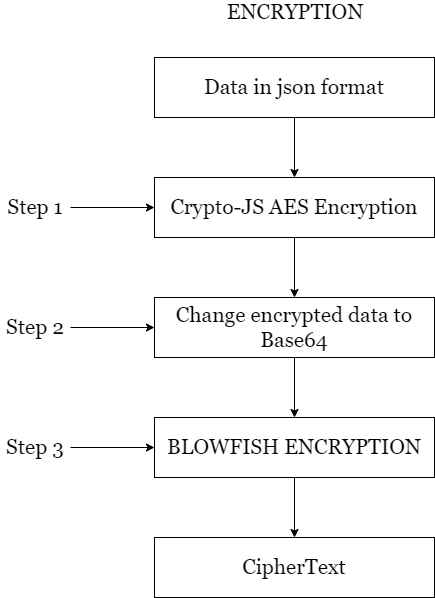 ENCRYPTION
Data in json format
Step 1
Crypto-JS AES Encryption
Step 2
Change encrypted data to
Base64
Step 3
BLOWFISH ENCRYPTION
CipherText